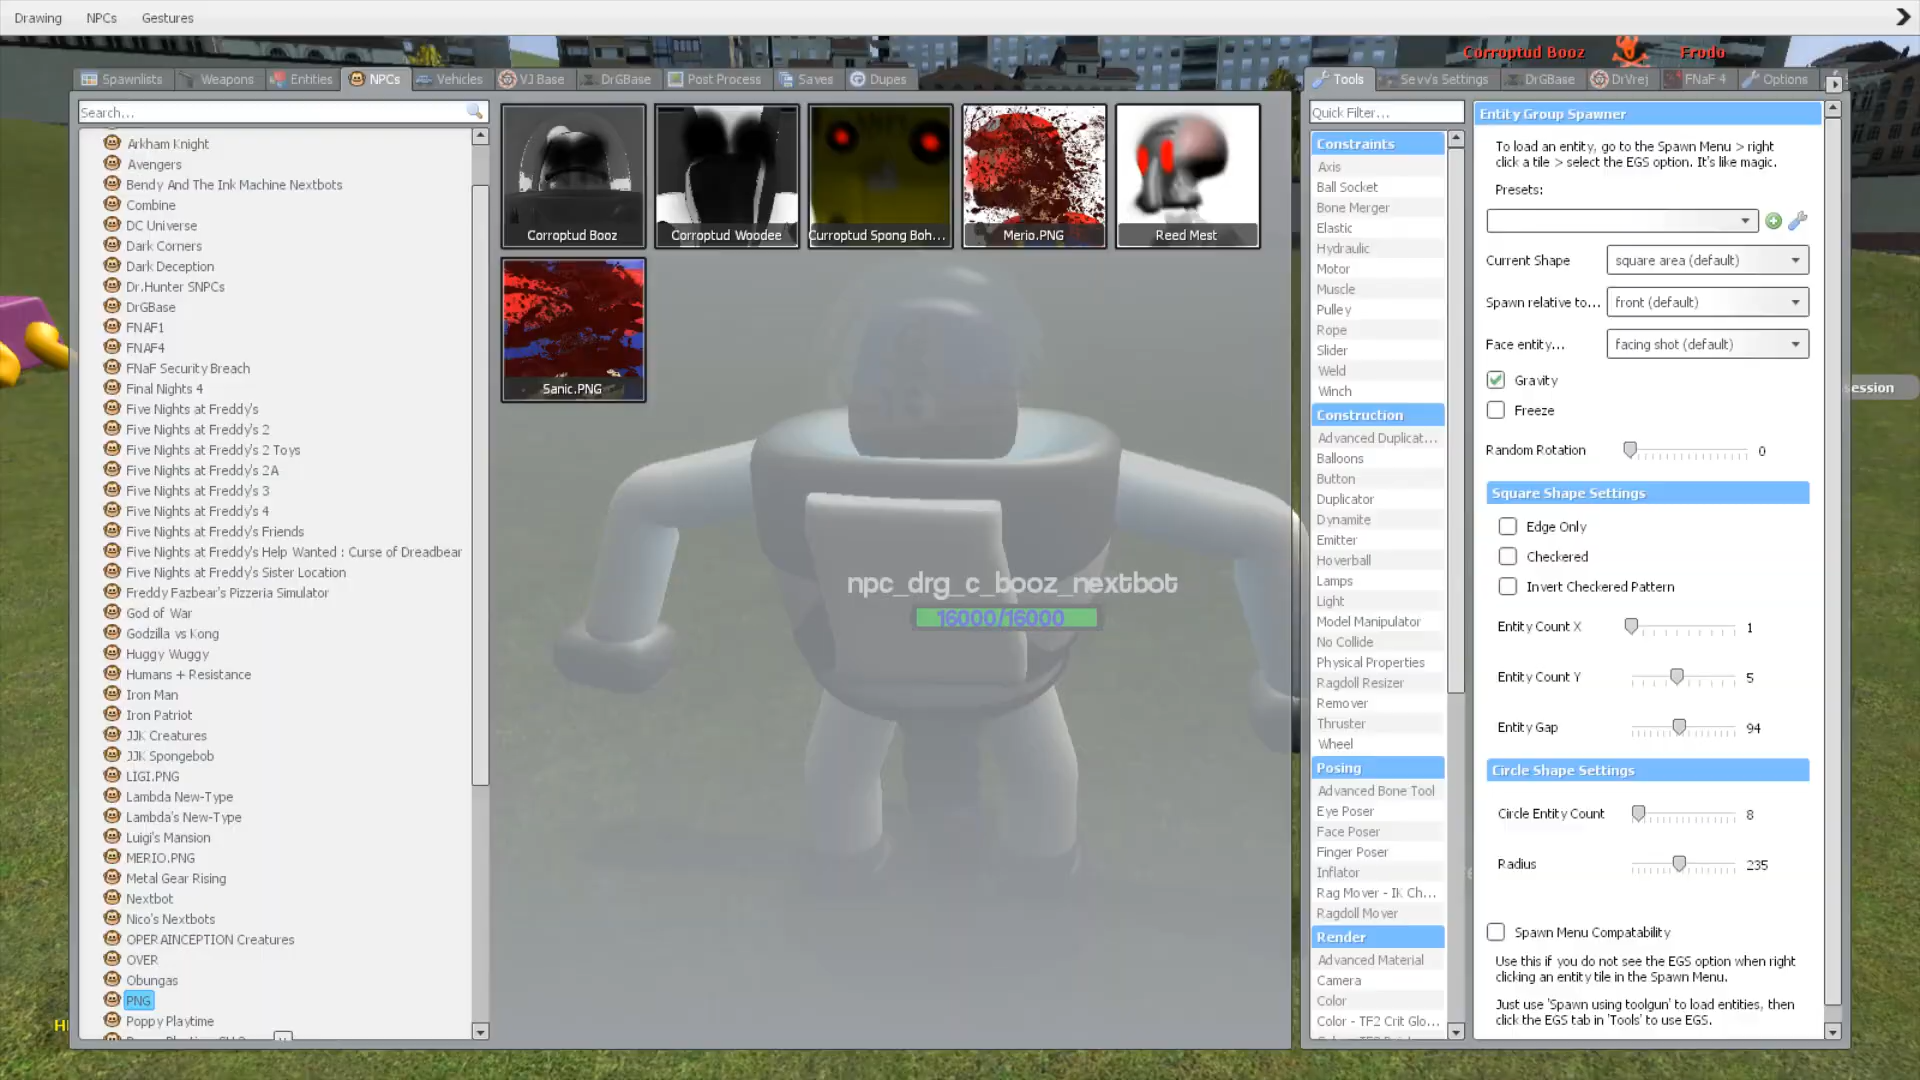 Drawing NPCs Gestures
Corroptud Booz Frodo
Spawnlists Weapons Entities NPCs Vehicles VJ Base DrGBase Post Process Saves Dupes
Search...
Arkham Knight
Avengers
Bendy And The Ink Machine Nextbots
Combine
DC Universe
Dark Corners
Dark Deception
Dr.Hunter SNPCs
DrGBase
FNAF1
FNAF4
FNaF Security Breach
Final Nights 4
Five Nights at Freddy's
Five Nights at Freddy's 2
Five Nights at Freddy's 2 Toys
Five Nights at Freddy's 2A
Five Nights at Freddy's 3
Five Nights at Freddy's 4
Five Nights at Freddy's Friends
Five Nights at Freddy's Help Wanted : Curse of Dreadbear
Five Nights at Freddy's Sister Location
Freddy Fazbear's Pizzeria Simulator
God of War
Godzilla vs Kong
Huggy Wuggy
Humans + Resistance
Iron Man
Iron Patriot
JJK Creatures
JJK Spongebob
LIGI.PNG
Lambda New-Type
Lambda's New-Type
Luigi's Mansion
MERIO.PNG
Metal Gear Rising
Nextbot
Nico's Nextbots
OPERAINCEPTION Creatures
OVER
Obungas
PNG
Poppy Playtime
Corroptud Booz
Corroptud Woodee
Curroptud Spong Boh...
Merio.PNG
Reed Mest
Sanic.PNG
npc_drg_c_booz_nextbot
16000/16000
Tools Sevv's Settings DrGBase DrVrej FNaF 4 Options
Quick Filter...
Constraints
Axis
Ball Socket
Bone Merger
Elastic
Hydraulic
Motor
Muscle
Pulley
Rope
Slider
Weld
Winch
Construction
Advanced Duplicat...
Balloons
Button
Duplicator
Dynamite
Emitter
Hoverball
Lamps
Light
Model Manipulator
No Collide
Physical Properties
Ragdoll Resizer
Remover
Thruster
Wheel
Posing
Advanced Bone Tool
Eye Poser
Face Poser
Finger Poser
Inflator
Rag Mover - IK Ch...
Ragdoll Mover
Render
Advanced Material
Camera
Color
Color - TF2 Crit Glo...
Entity Group Spawner
To load an entity, go to the Spawn Menu > right
click a tile > select the EGS option. It's like magic.
Presets:
Current Shape square area (default)
Spawn relative to... front (default)
Face entity... facing shot (default)
Gravity
Freeze
Random Rotation 0
Square Shape Settings
Edge Only
Checkered
Invert Checkered Pattern
Entity Count X 1
Entity Count Y 5
Entity Gap 94
Circle Shape Settings
Circle Entity Count 8
Radius 235
Spawn Menu Compatability
Use this if you do not see the EGS option when right
clicking an entity tile in the Spawn Menu.
Just use 'Spawn using toolgun' to load entities, then
click the EGS tab in 'Tools' to use EGS.
ession